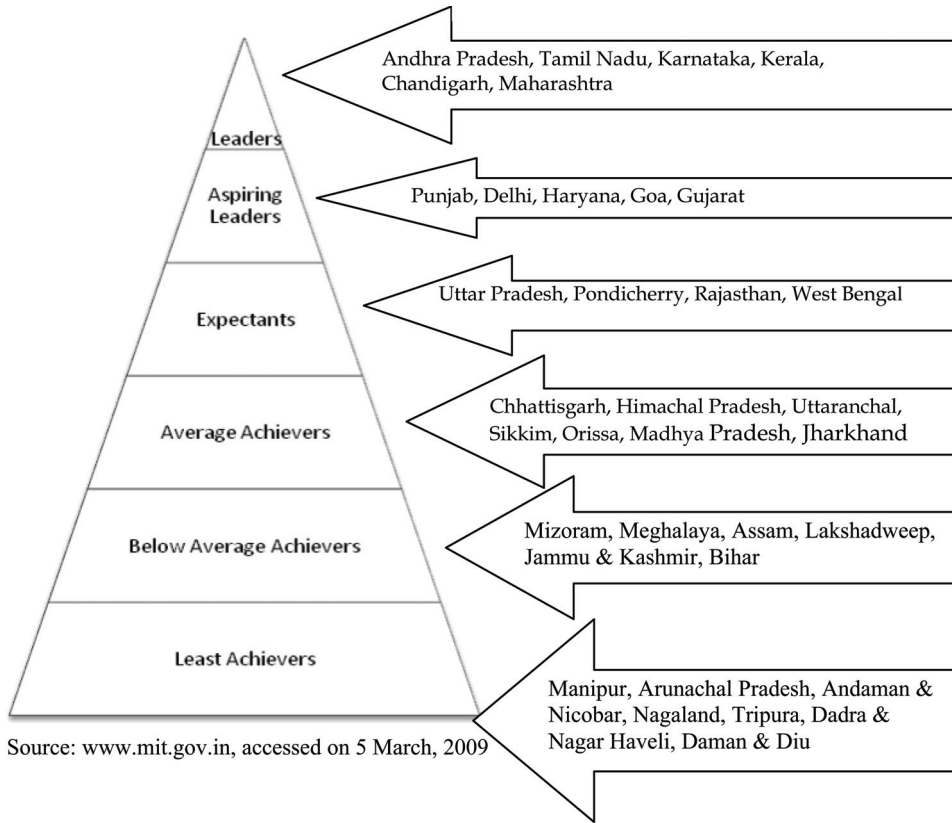 Andhra Pradesh, Tamil Nadu, Karnataka, Kerala,
Chandigarh, Maharashtra
Leaders
Aspiring
Leaders
Punjab, Delhi, Haryana, Goa, Gujarat
Expectants
Uttar Pradesh, Pondicherry, Rajasthan, West Bengal
Average Achievers
Chhattisgarh, Himachal Pradesh, Uttaranchal,
Sikkim, Orissa, Madhya Pradesh, Jharkhand
Below Average Achievers
Mizoram, Meghalaya, Assam, Lakshadweep,
Jammu & Kashmir, Bihar
Least Achievers
Manipur, Arunachal Pradesh, Andaman &
Nicobar, Nagaland, Tripura, Dadra &
Nagar Haveli, Daman & Diu
Source: www.mit.gov.in, accessed on 5 March, 2009